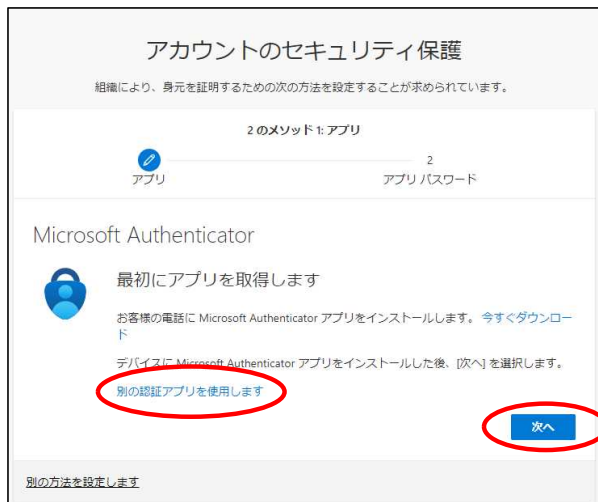 アカウントのセキュリティ保護
組織により、身元を証明するための次の方法を設定することが求められています。
2 のメソッド 1: アプリ
2
アプリ
アプリ パスワード
Microsoft Authenticator
最初にアプリを取得します
お客様の電話に Microsoft Authenticator アプリをインストールします。今すぐダウンロー
ド
デバイスに Microsoft Authenticator アプリをインストールした後、[次へ] を選択します。
別の認証アプリを使用します
次へ
別の方法を設定します